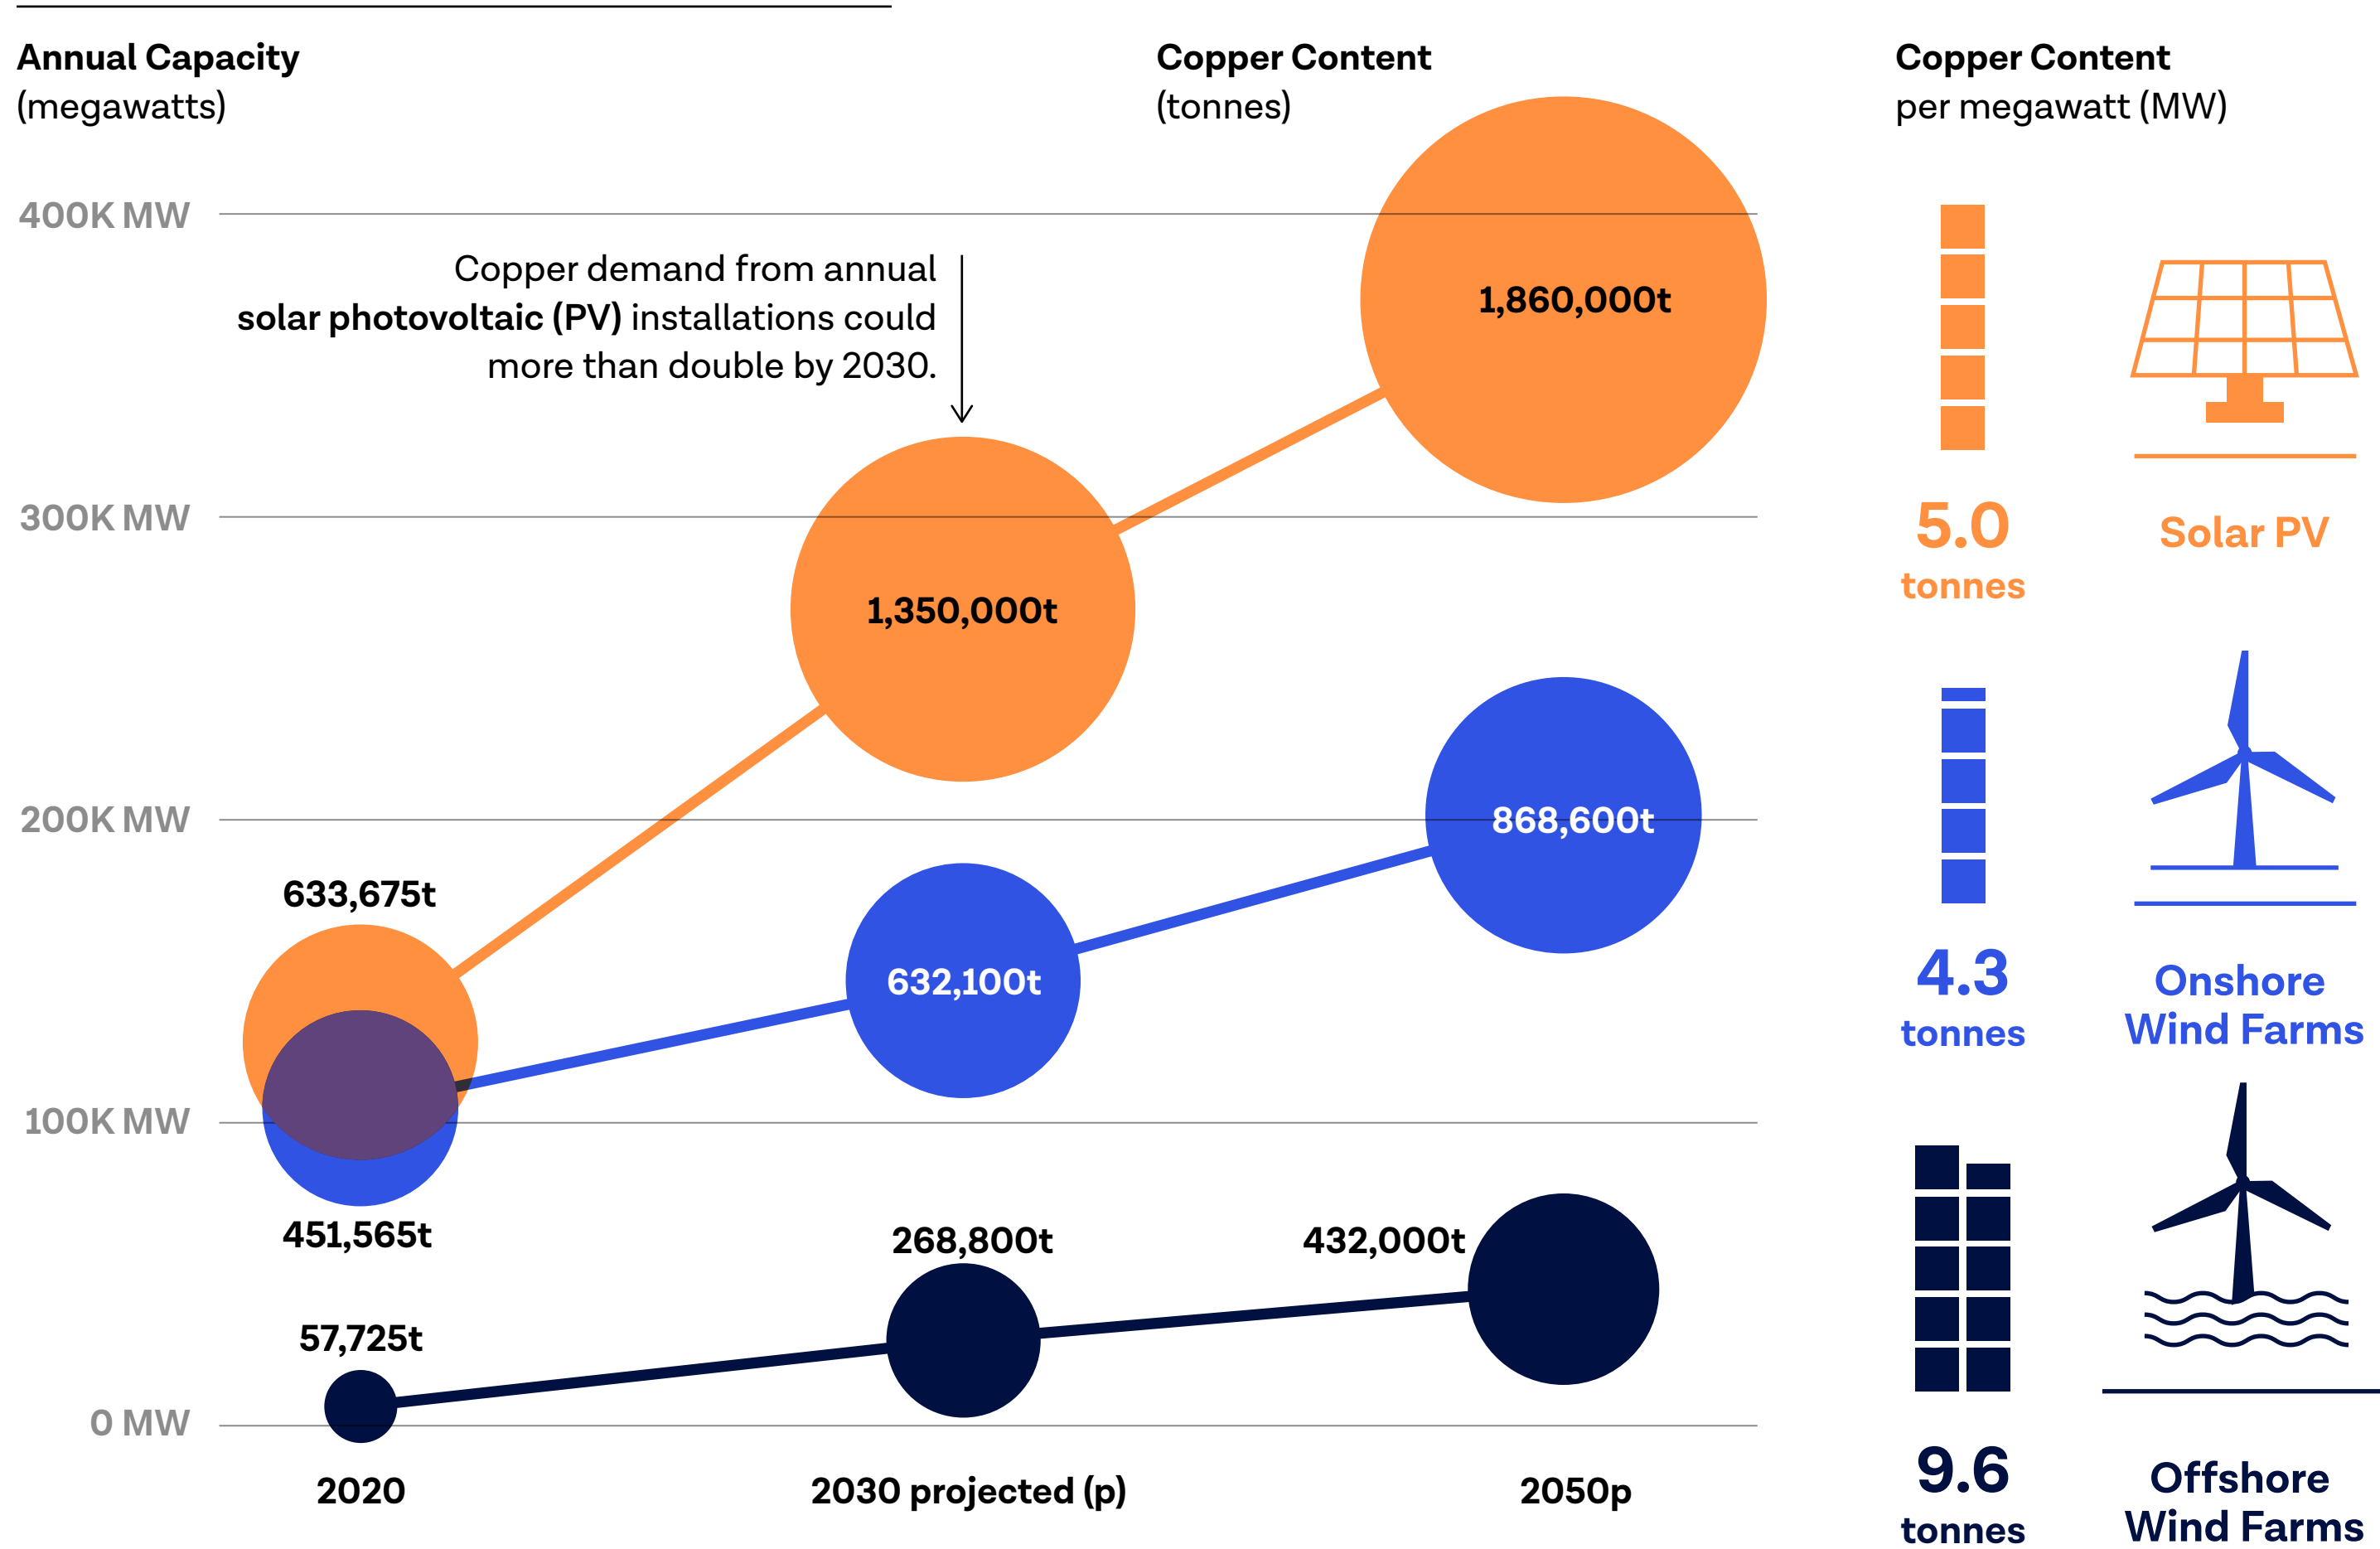 Annual Capacity
(megawatts)
Copper Content
(tonnes)
Copper Content
per megawatt (MW)
400K MW
300K MW
200K MW
100K MW
0 MW
Copper demand from annual
solar photovoltaic (PV) installations could
more than double by 2030.
1,860,000t
1,350,000t
633,675t
868,600t
632,100t
451,565t
57,725t
268,800t
432,000t
2020
2030 projected (p)
2050p
5.0
tonnes
Solar PV
4.3
tonnes
Onshore
Wind Farms
9.6
tonnes
Offshore
Wind Farms